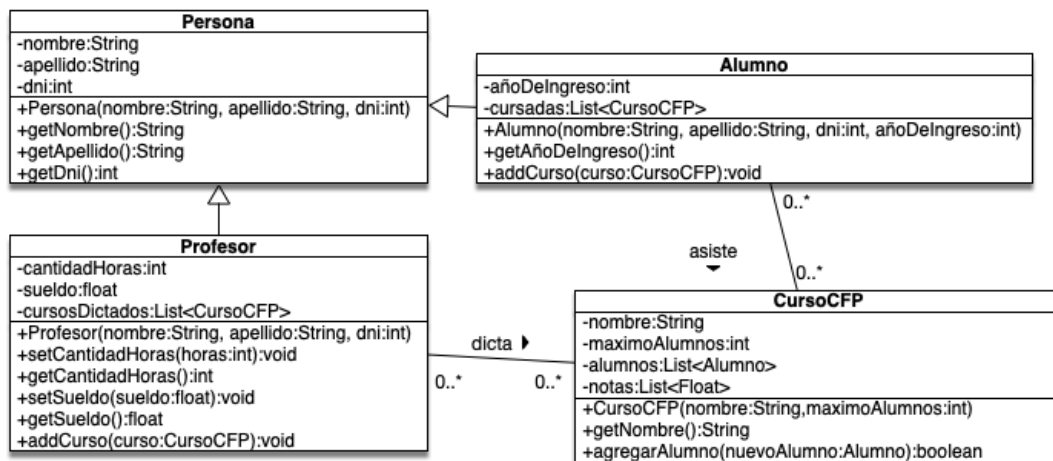 Persona
-nombre:String
-apellido:String
-dni:int
+Persona(nombre:String, apellido:String, dni:int)
+getNombre():String
+getApellido():String
+getDni():int
Alumno
-añoDeIngreso:int
-cursadas:List<CursoCFP>
+Alumno(nombre:String, apellido:String, dni:int, añoDeIngreso:int)
+getAñoDeIngreso():int
+addCurso(curso:CursoCFP):void
0..*
asiste
0..*
Profesor
-cantidadHoras:int
-sueldo:float
-cursosDictados:List<CursoCFP>
+Profesor(nombre:String, apellido:String, dni:int)
+setCantidadHoras(horas:int):void
+getCantidadHoras():int
+setSueldo(sueldo:float):void
+getSueldo():float
+addCurso(curso:CursoCFP):void
dicta
0..*
0..*
CursoCFP
-nombre:String
-maximoAlumnos:int
-alumnos:List<Alumno>
-notas:List<Float>
+CursoCFP(nombre:String,maximoAlumnos:int)
+getNombre():String
+agregarAlumno(nuevoAlumno:Alumno):boolean